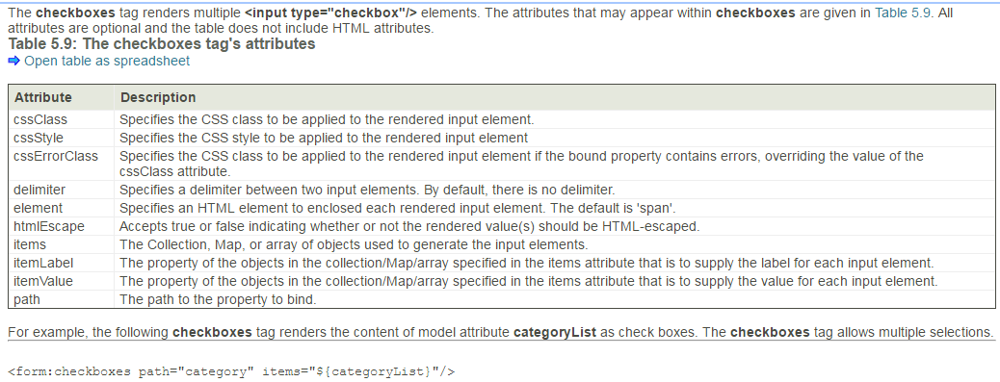 The checkboxes tag renders multiple <input type="checkbox"/> elements. The attributes that may appear within checkboxes are given in Table 5.9. All
attributes are optional and the table does not include HTML attributes.
Table 5.9: The checkboxes tag's attributes
Open table as spreadsheet
Attribute Description
cssClass Specifies the CSS class to be applied to the rendered input element.
cssStyle Specifies the CSS style to be applied to the rendered input element
cssErrorClass Specifies the CSS class to be applied to the rendered input element if the bound property contains errors, overriding the value of the
cssClass attribute.
delimiter Specifies a delimiter between two input elements. By default, there is no delimiter.
element Specifies an HTML element to enclosed each rendered input element. The default is 'span'.
htmlEscape Accepts true or false indicating whether or not the rendered value(s) should be HTML-escaped.
items The Collection, Map, or array of objects used to generate the input elements.
itemLabel The property of the objects in the collection/Map/array specified in the items attribute that is to supply the label for each input element.
itemValue The property of the objects in the collection/Map/array specified in the items attribute that is to supply the value for each input element.
path The path to the property to bind.
For example, the following checkboxes tag renders the content of model attribute categoryList as check boxes. The checkboxes tag allows multiple selections.
<form:checkboxes path="category" items="${categoryList}"/>